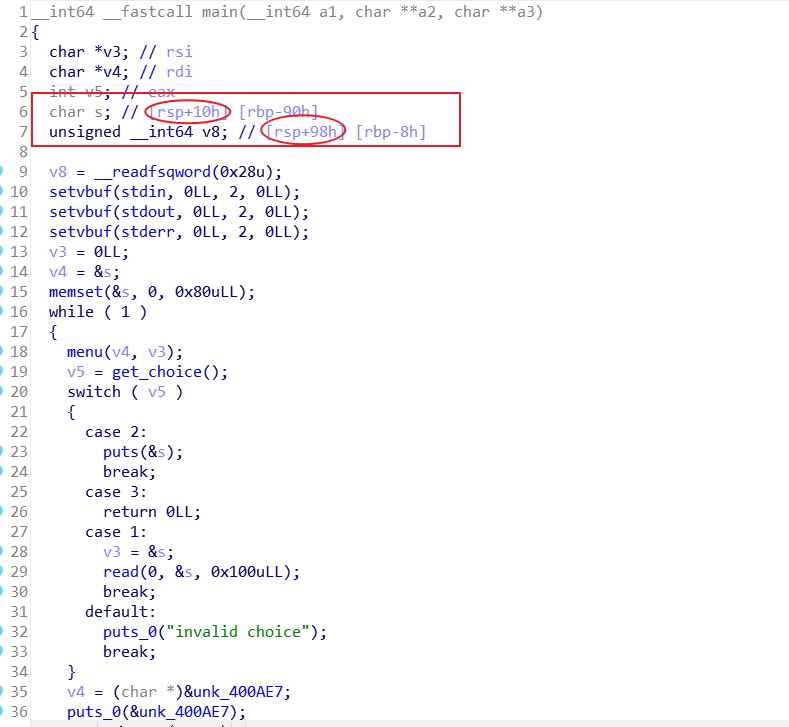 1 __int64 __fastcall main(__int64 a1, char **a2, char **a3)
2 {
3 char *v3; // rsi
4 char *v4; // rdi
5 int v5; // eax
6 char s; // [rsp+10h] [rbp-90h]
7 unsigned __int64 v8; // [rsp+98h] [rbp-8h]
8
9 v8 = __readfsqword(0x28u);
10 setvbuf(stdin, 0LL, 2, 0LL);
11 setvbuf(stdout, 0LL, 2, 0LL);
12 setvbuf(stderr, 0LL, 2, 0LL);
13 v3 = 0LL;
14 v4 = &s;
15 memset(&s, 0, 0x80uLL);
16 while ( 1 )
17 {
18 menu(v4, v3);
19 v5 = get_choice();
20 switch ( v5 )
21 {
22 case 2:
23 puts(&s);
24 break;
25 case 3:
26 return 0LL;
27 case 1:
28 v3 = &s;
29 read(0, &s, 0x100uLL);
30 break;
31 default:
32 puts_0("invalid choice");
33 break;
34 }
35 v4 = (char *)&unk_400AE7;
36 puts_0(&unk_400AE7);